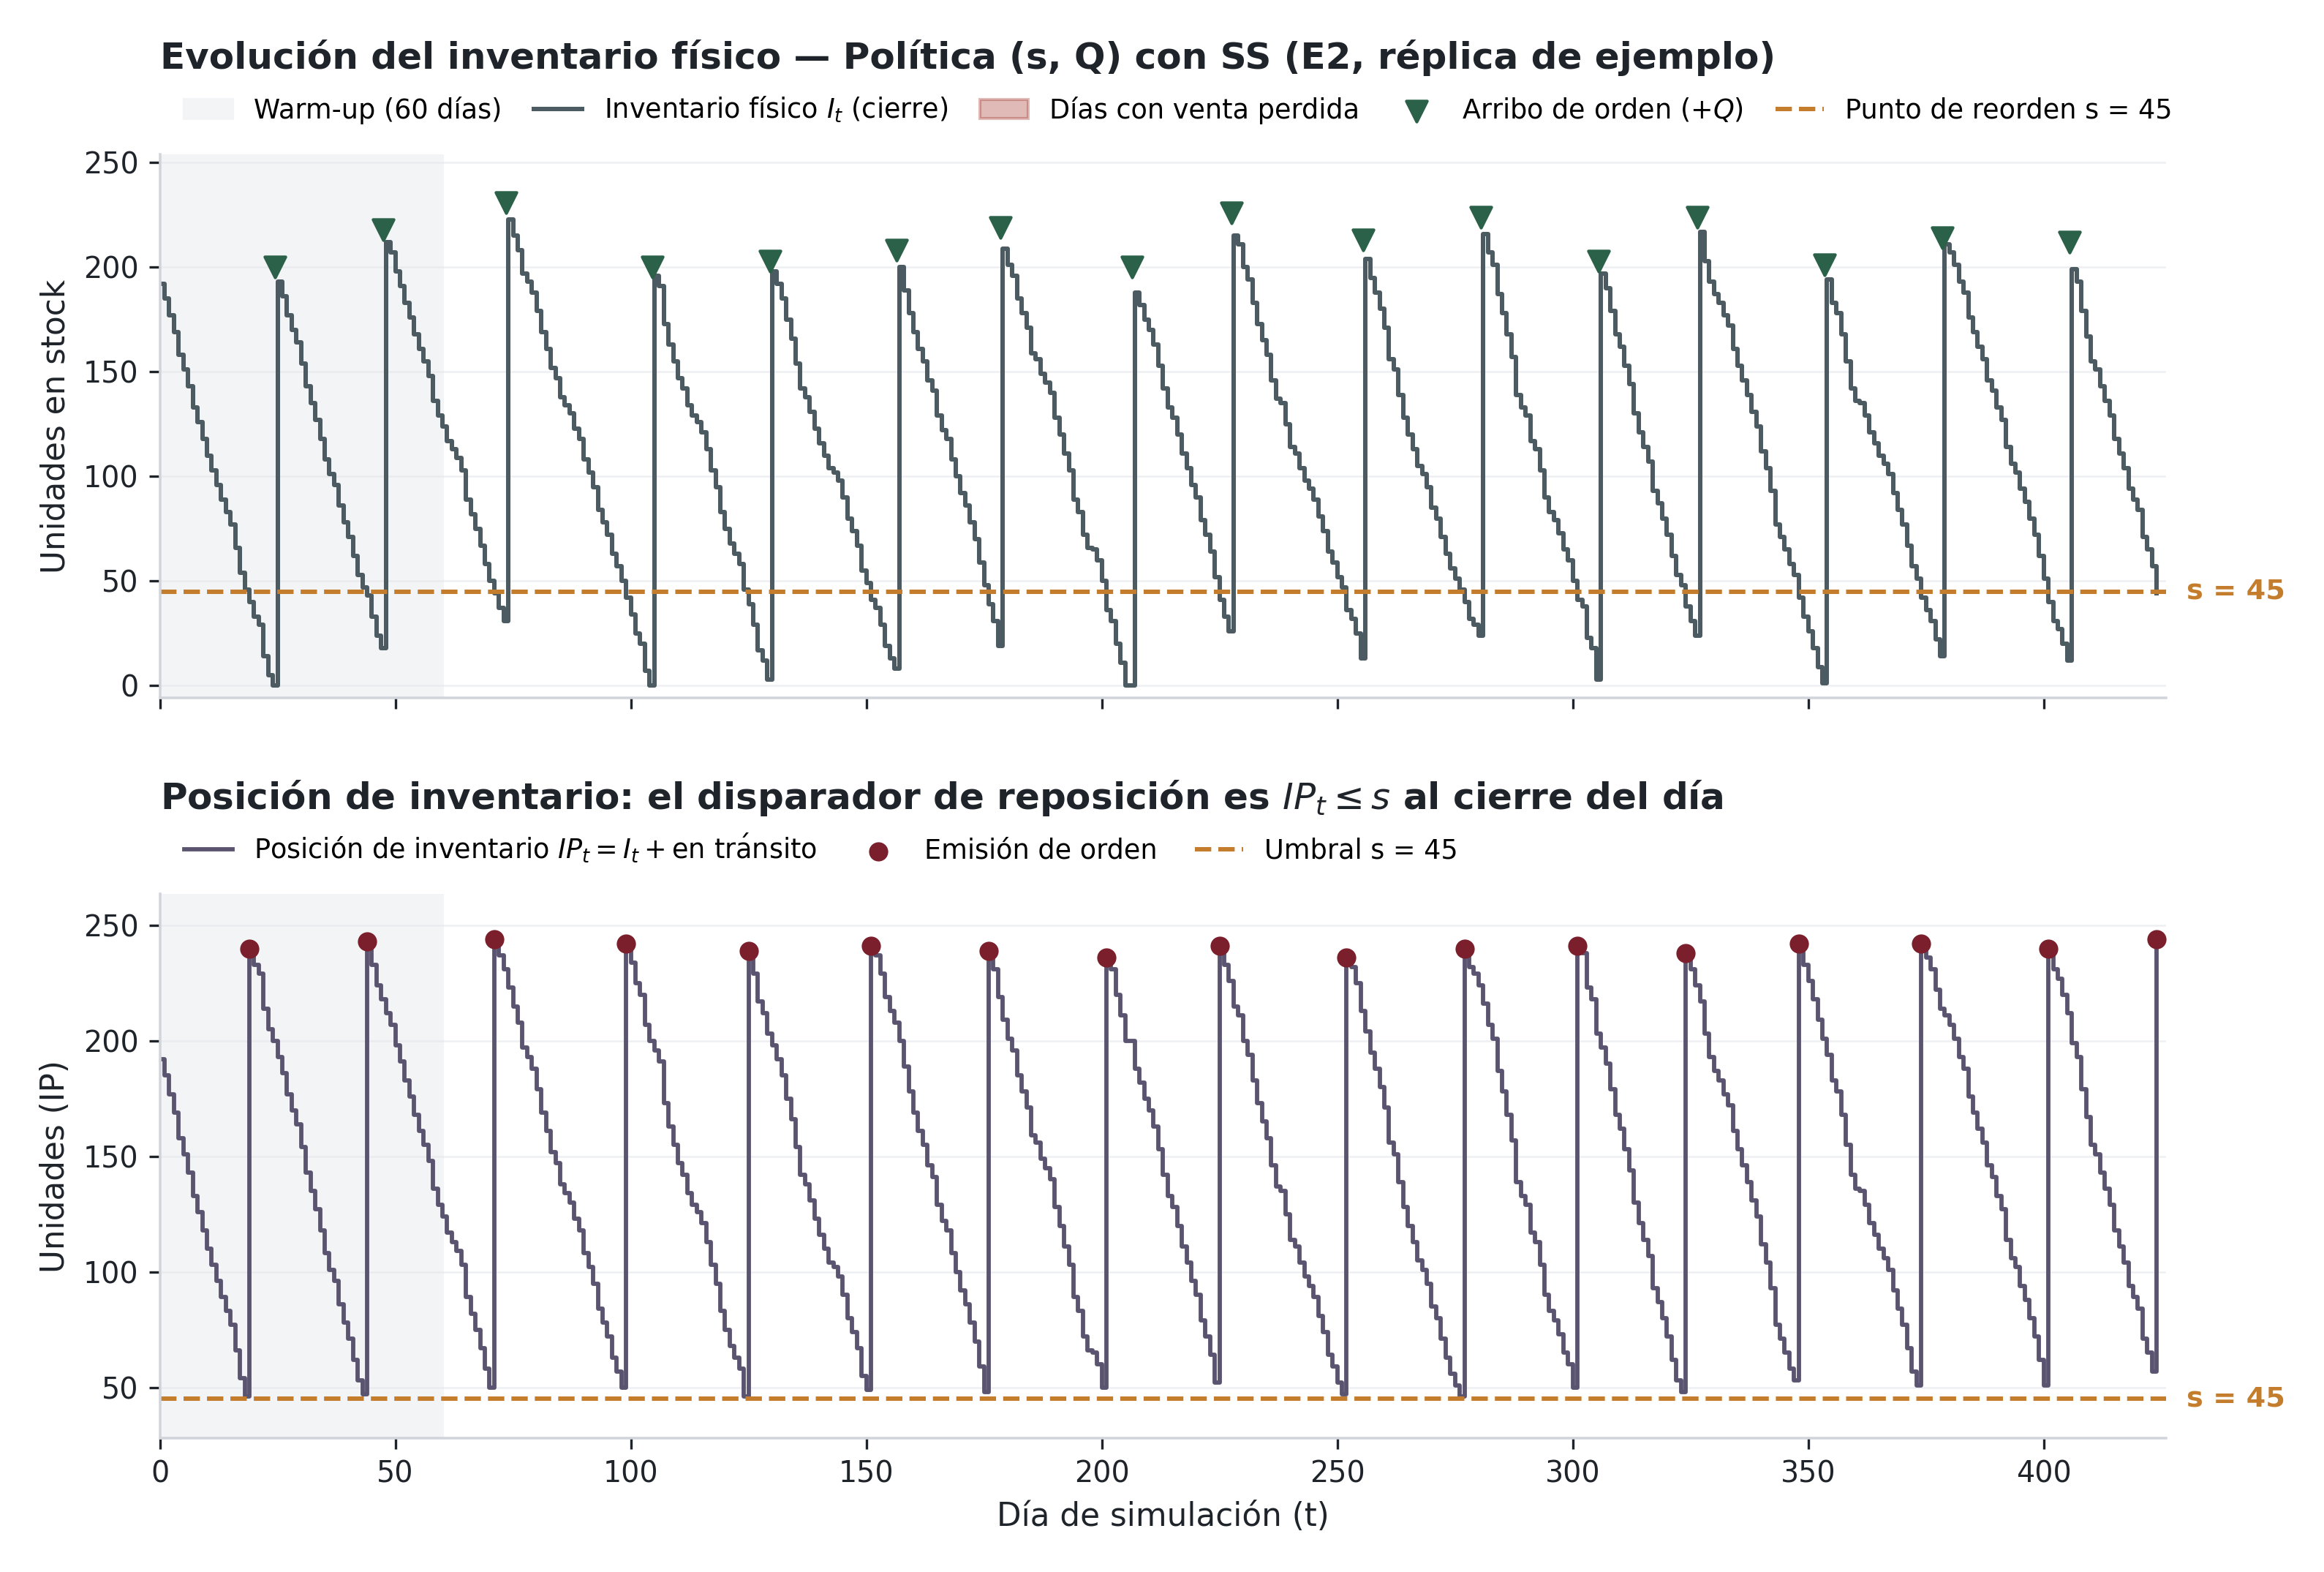 Evolución del inventario físico — Política (s, Q) con SS (E2, réplica de ejemplo)
Warm-up (60 días) Inventario físico I_t (cierre) Días con venta perdida Arribo de orden (+Q) Punto de reorden s = 45
250
200
150
100
50
0
Unidades en stock
s = 45
Posición de inventario: el disparador de reposición es IP_t ≤ s al cierre del día
Posición de inventario IP_t = I_t + en tránsito Emisión de orden Umbral s = 45
250
200
150
100
50
Unidades (IP)
s = 45
0 50 100 150 200 250 300 350 400
Día de simulación (t)